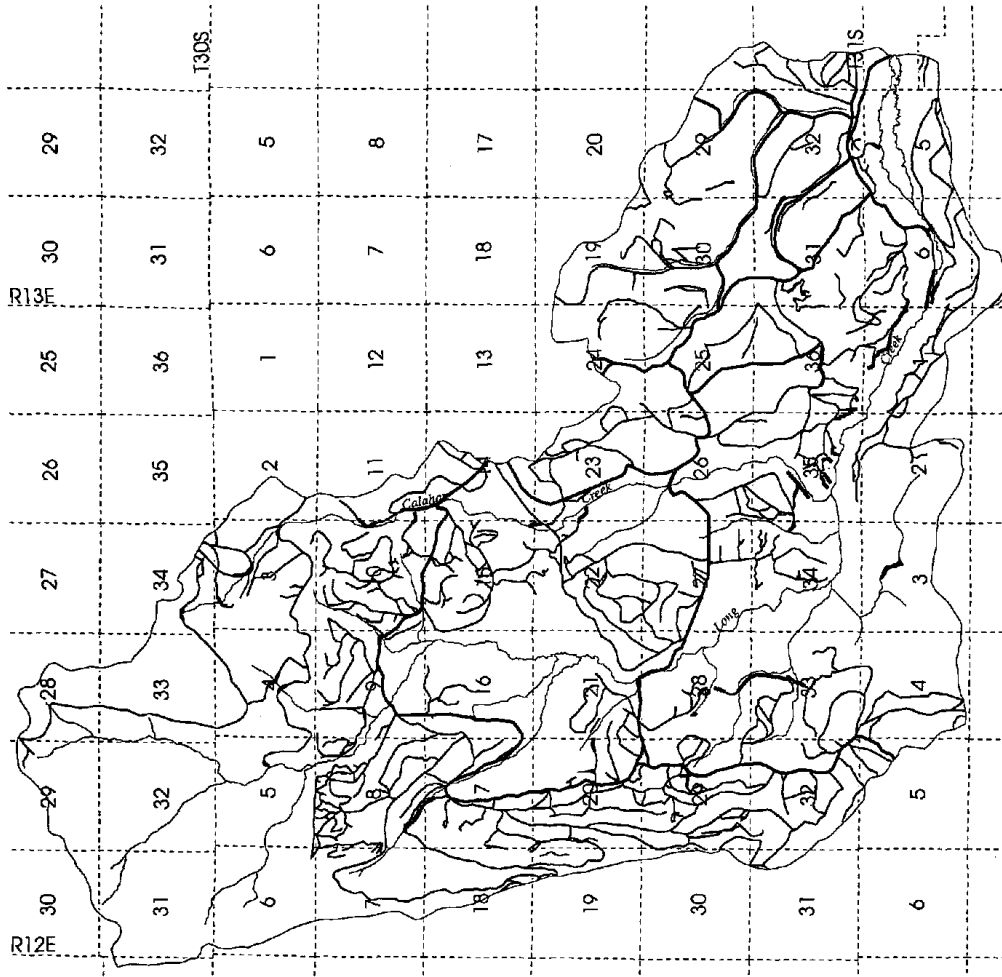 T30S
T31S
29 32 5 8 17 20 29 32 5
30 31 6 7 18 19 30 31 6
R13E
25 36 1 12 13 24 25 36 1
Creek
26 35 2 11 23 26 35 2
Creek
27 34 3 15 22 27 34 3
Long
28 33 4 9 16 21 28 33 4
29 32 5 8 17 20 29 32 5
30 31 6 7 18 19 30 31 6
R12E